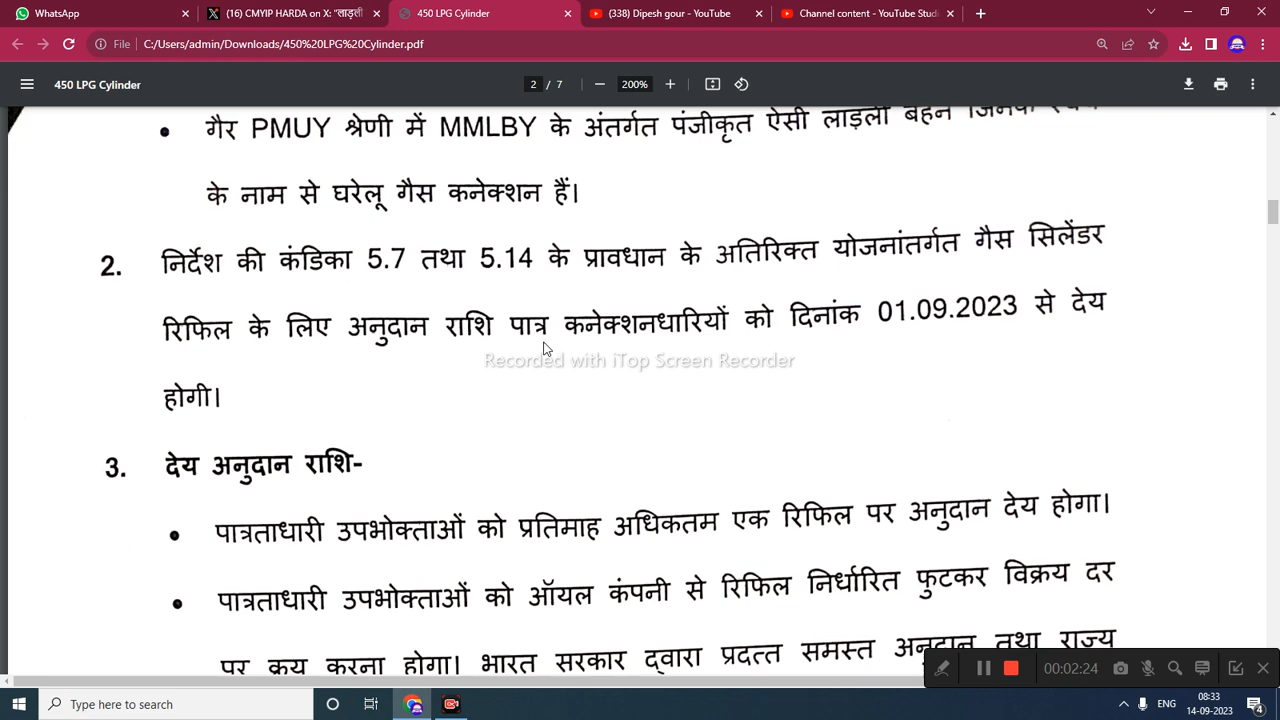 WhatsApp
(16) CMYIP HARDA on X: "लाड़ली
450 LPG Cylinder
(338) Dipesh gour - YouTube
Channel content - YouTube Stud
File
C:/Users/admin/Downloads/450%20LPG%20Cylinder.pdf
450 LPG Cylinder
2 / 7
200%
गैर PMUY श्रेणी में MMLBY के अंतर्गत पंजीकृत ऐसी लाड़ली बहनें जिनके
के नाम से घरेलू गैस कनेक्शन हैं।
2. निर्देश की कंडिका 5.7 तथा 5.14 के प्रावधान के अतिरिक्त योजनांतर्गत गैस सिलेंडर
रिफिल के लिए अनुदान राशि पात्र कनेक्शनधारियों को दिनांक 01.09.2023 से देय
Recorded with iTop Screen Recorder
होगी।
3. देय अनुदान राशि-
पात्रताधारी उपभोक्ताओं को प्रतिमाह अधिकतम एक रिफिल पर अनुदान देय होगा।
पात्रताधारी उपभोक्ताओं को ऑयल कंपनी से रिफिल निर्धारित फुटकर विक्रय दर
पर क्रय करना होगा। भारत सरकार द्वारा प्रदत्त समस्त अनुदान तथा राज्य
00:02:24
Type here to search
ENG
08:33
14-09-2023
4